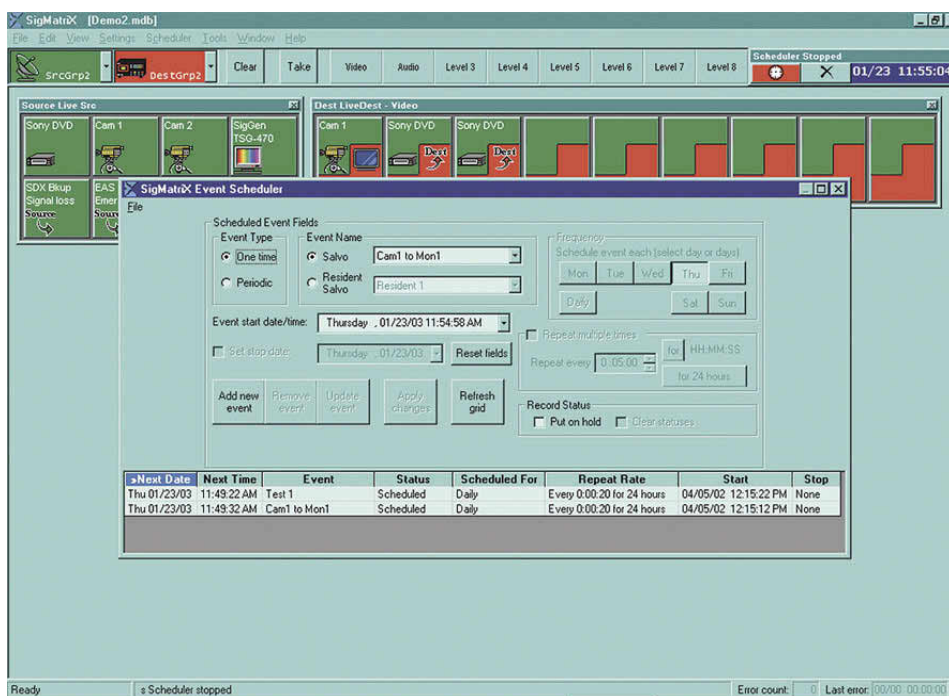 SigMatriX [Demo2.mdb]
File Edit View Settings Scheduler Tools Window Help
SrcGrp2 DestGrp2 Clear Take Video Audio Level 3 Level 4 Level 5 Level 6 Level 7 Level 8
Scheduler Stopped
01/23 11:55:04
Source Live Src
Sony DVD
Cam 1
Cam 2
SigGen
TSG-470
SDX Bkup
Signal loss
Source
EAS
Emer
Sour
Dest LiveDest - Video
Cam 1
Sony DVD
Dest
Sony DVD
Dest
SigMatriX Event Scheduler
File
Scheduled Event Fields
Event Type
One time
Periodic
Event Name
Salvo Cam1 to Mon1
Resident
Salvo
Resident 1
Frequency
Schedule event each (select day or days)
Mon Tue Wed Thu Fri
Daily Sat Sun
Event start date/time: Thursday , 01/23/03 11:54:58 AM
Set stop date: Thursday , 01/23/03 Reset fields
Repeat multiple times
Repeat every 0:05:00 for HH:MM:SS
for 24 hours
Add new
event
Remove
event
Update
event
Apply
changes
Refresh
grid
Record Status
Put on hold Clear statuses
»Next Date Next Time Event Status Scheduled For Repeat Rate Start Stop
Thu 01/23/03 11:49:22 AM Test 1 Scheduled Daily Every 0:00:20 for 24 hours 04/05/02 12:15:22 PM None
Thu 01/23/03 11:49:32 AM Cam1 to Mon1 Scheduled Daily Every 0:00:20 for 24 hours 04/05/02 12:15:12 PM None
Ready s Scheduler stopped Error count: 0 Last error: 00/00 00:00:00